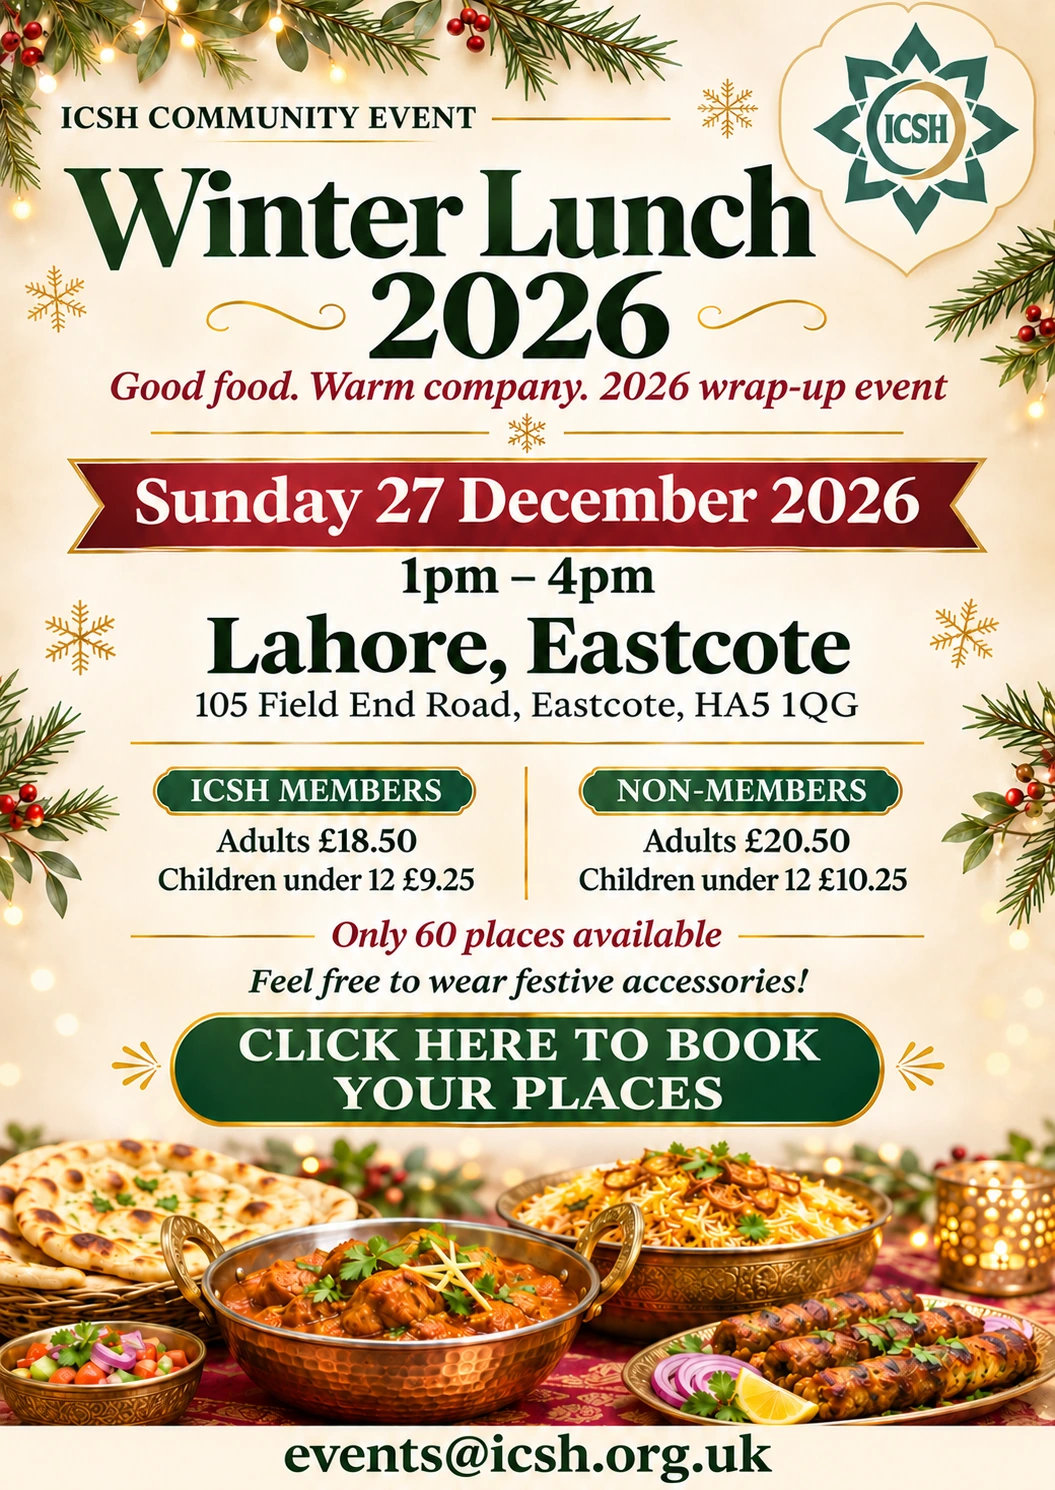 ICSH COMMUNITY EVENT
ICSH
Winter Lunch
2026
Good food. Warm company. 2026 wrap-up event
Sunday 27 December 2026
1pm – 4pm
Lahore, Eastcote
105 Field End Road, Eastcote, HA5 1QG
ICSH MEMBERS
Adults £18.50
Children under 12 £9.25
NON-MEMBERS
Adults £20.50
Children under 12 £10.25
Only 60 places available
Feel free to wear festive accessories!
CLICK HERE TO BOOK
YOUR PLACES
events@icsh.org.uk